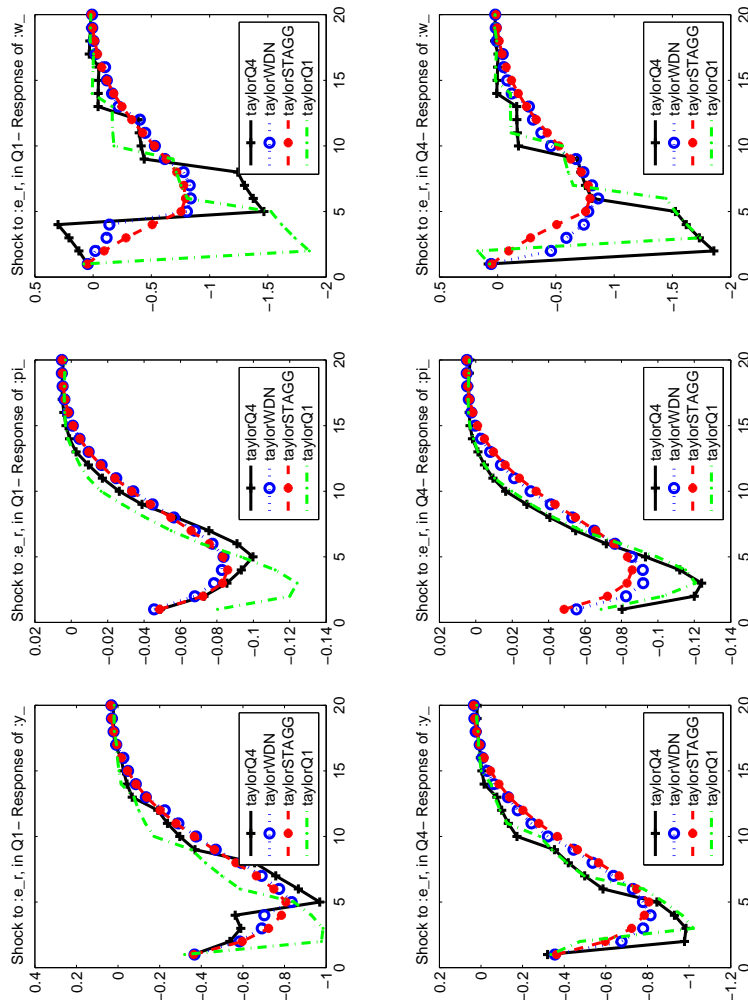 Shock to :e_r, in Q1− Response of :y_
0.4
0.2
0
−0.2
−0.4
−0.6
−0.8
−1
0 5 10 15 20
taylorQ4
taylorWDN
taylorSTAGG
taylorQ1
Shock to :e_r, in Q1− Response of :pi_
0.02
0
−0.02
−0.04
−0.06
−0.08
−0.1
−0.12
−0.14
0 5 10 15 20
taylorQ4
taylorWDN
taylorSTAGG
taylorQ1
Shock to :e_r, in Q1− Response of :w_
0.5
0
−0.5
−1
−1.5
−2
0 5 10 15 20
taylorQ4
taylorWDN
taylorSTAGG
taylorQ1
Shock to :e_r, in Q4− Response of :y_
0.2
0
−0.2
−0.4
−0.6
−0.8
−1
−1.2
0 5 10 15 20
taylorQ4
taylorWDN
taylorSTAGG
taylorQ1
Shock to :e_r, in Q4− Response of :pi_
0.02
0
−0.02
−0.04
−0.06
−0.08
−0.1
−0.12
−0.14
0 5 10 15 20
taylorQ4
taylorWDN
taylorSTAGG
taylorQ1
Shock to :e_r, in Q4− Response of :w_
0.5
0
−0.5
−1
−1.5
−2
0 5 10 15 20
taylorQ4
taylorWDN
taylorSTAGG
taylorQ1